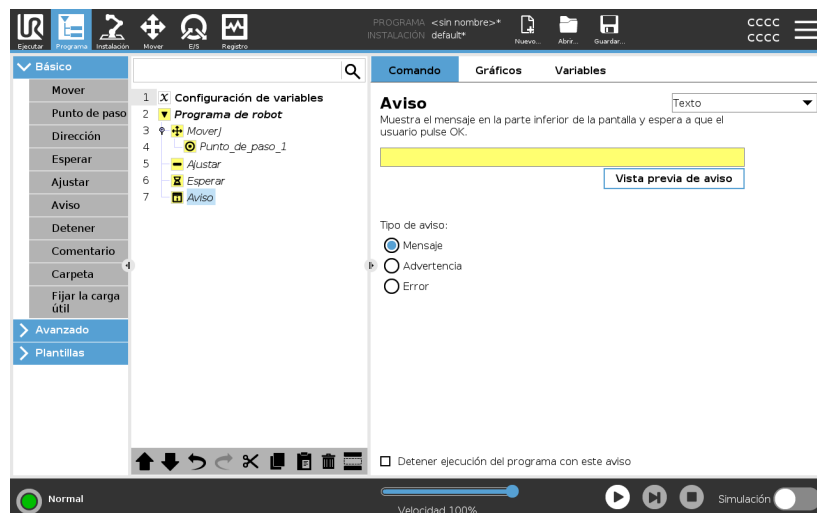 PROGRAMA <sin nombre>*
INSTALACIÓN default*
Ejecutar
Programa
Instalación
Mover
E/S
Registro
Nuevo...
Abrir...
Guardar...
CCCC
CCCC
Básico
Mover
Punto de paso
Dirección
Esperar
Ajustar
Aviso
Detener
Comentario
Carpeta
Fijar la carga
útil
Avanzado
Plantillas
1 X Configuración de variables
2 Programa de robot
3 MoverJ
4 Punto_de_paso_1
5 Ajustar
6 Esperar
7 Aviso
Comando Gráficos Variables
Aviso
Texto
Muestra el mensaje en la parte inferior de la pantalla y espera a que el
usuario pulse OK.
Vista previa de aviso
Tipo de aviso:
Mensaje
Advertencia
Error
Detener ejecución del programa con este aviso
Normal
Velocidad 100%
Simulación